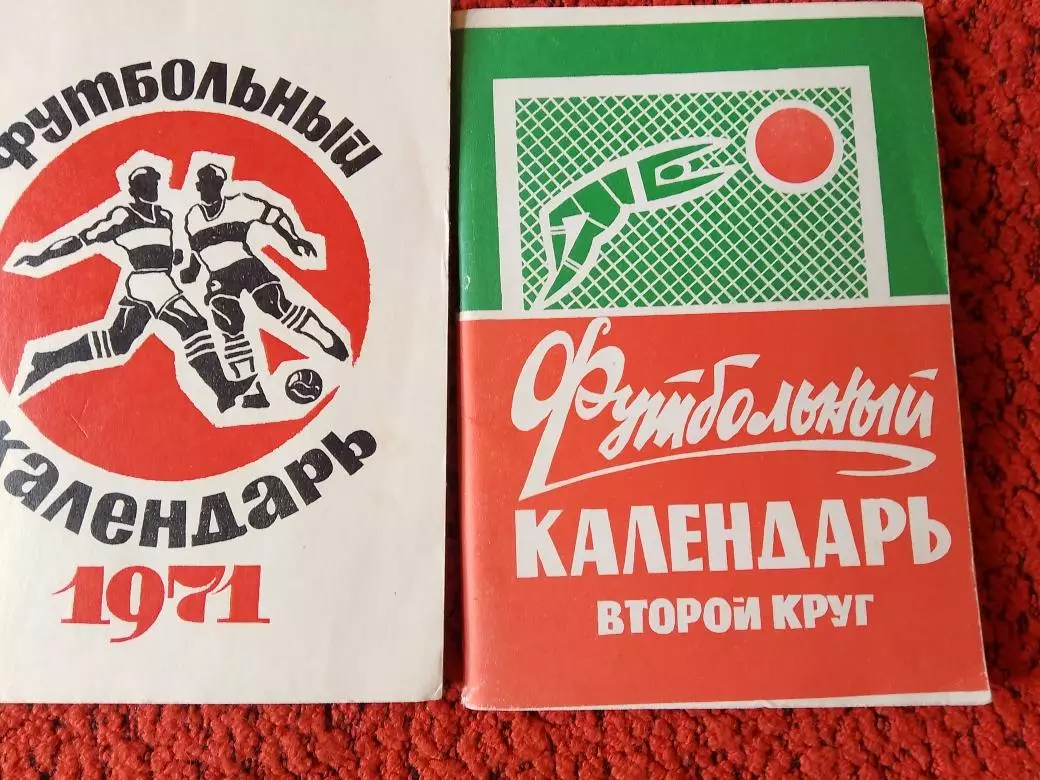 Футбольный
календарь
1971
Футбольный
КАЛЕНДАРЬ
ВТОРОЙ КРУГ